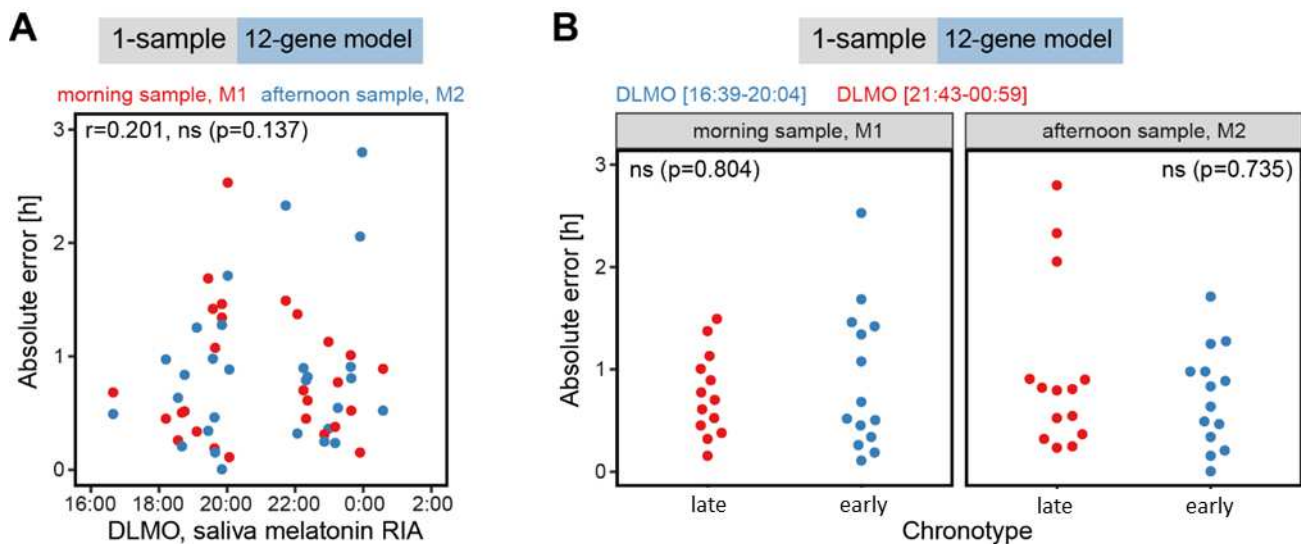 A
1-sample 12-gene model
morning sample, M1 afternoon sample, M2
r=0.201, ns (p=0.137)
3
2
1
0
Absolute error [h]
16:00 18:00 20:00 22:00 0:00 2:00
DLMO, saliva melatonin RIA
B
1-sample 12-gene model
DLMO [16:39-20:04] DLMO [21:43-00:59]
morning sample, M1 afternoon sample, M2
ns (p=0.804) ns (p=0.735)
3
2
1
0
Absolute error [h]
late early late early
Chronotype